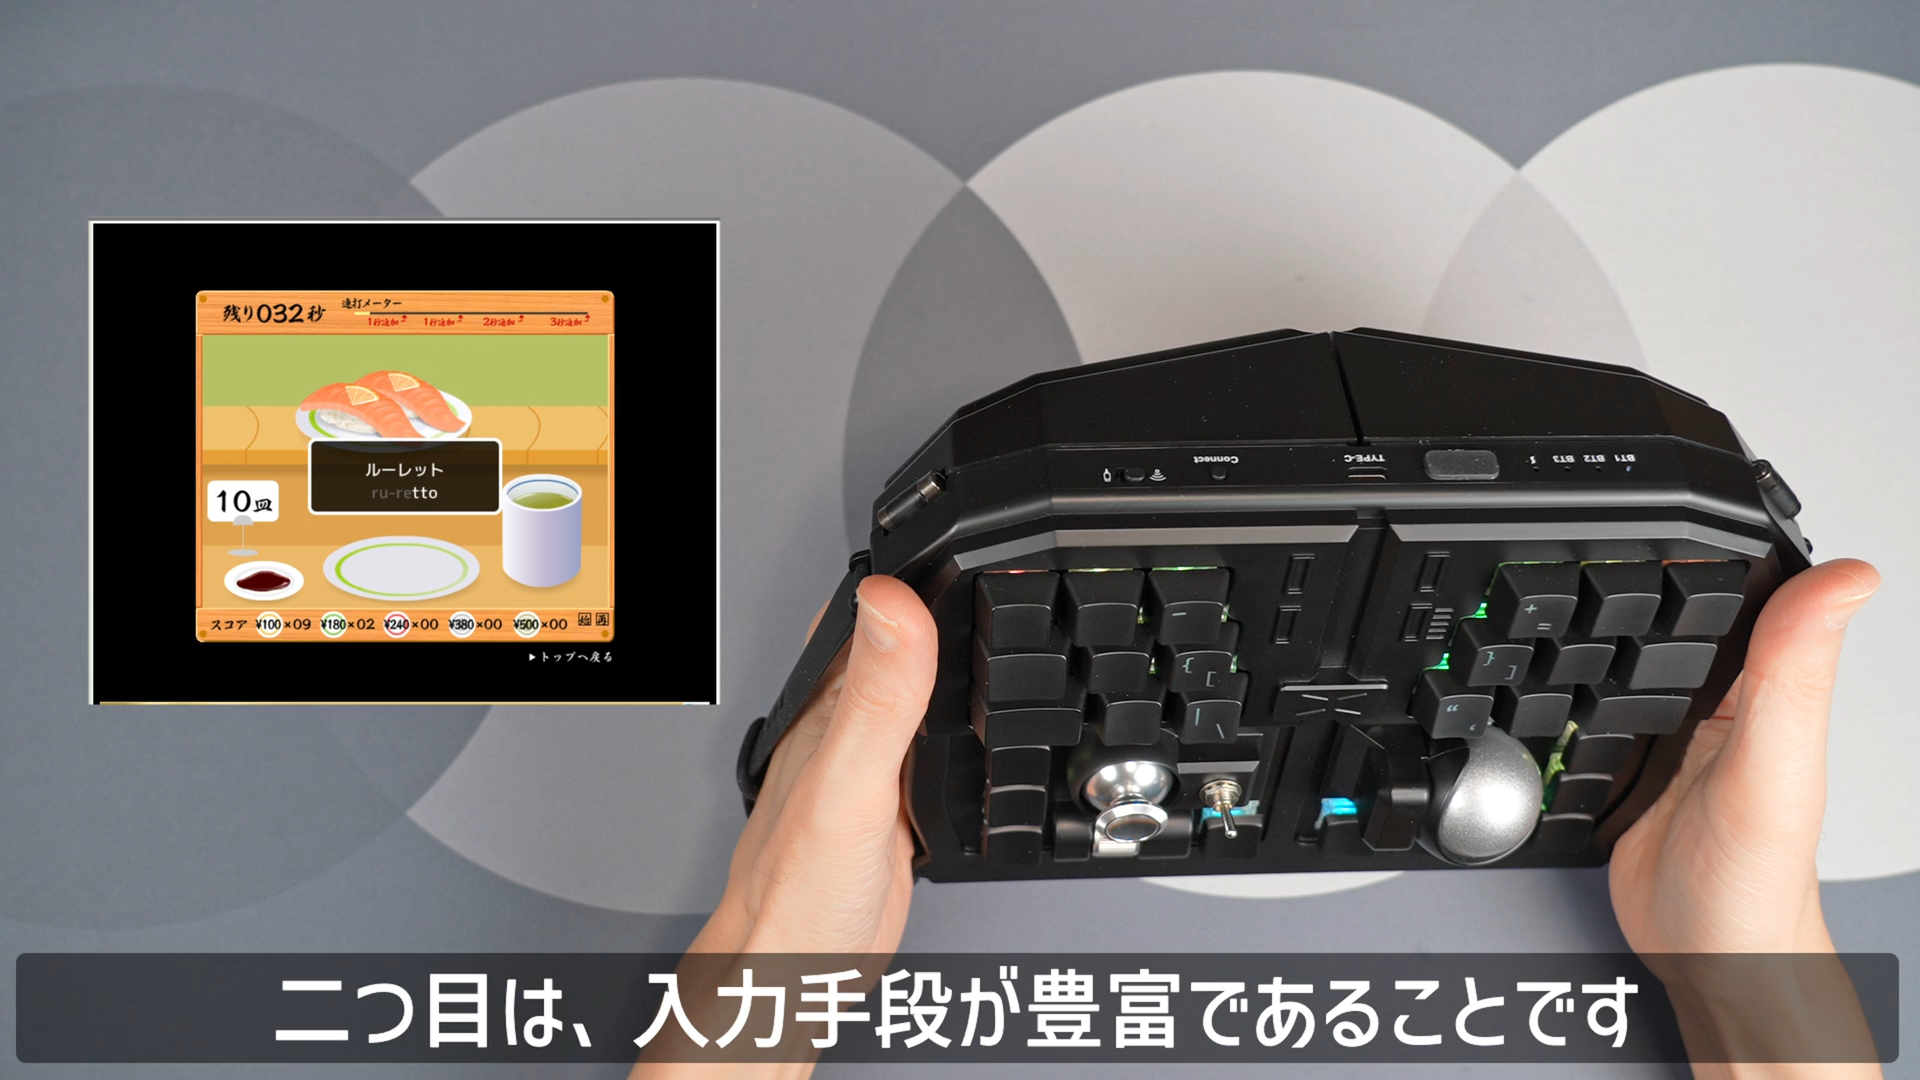 残り032秒
連打メーター
1秒追加 1秒追加 2秒追加 3秒追加
ルーレット
ru-retto
10皿
スコア ¥100×09 ¥180×02 ¥240×00 ¥380×00 ¥500×00
▶トップへ戻る
Connect
TYPE-C
BT3 BT2 BT1
−
+
=
{
[
}
]
|
\
“
‘
二つ目は、入力手段が豊富であることです